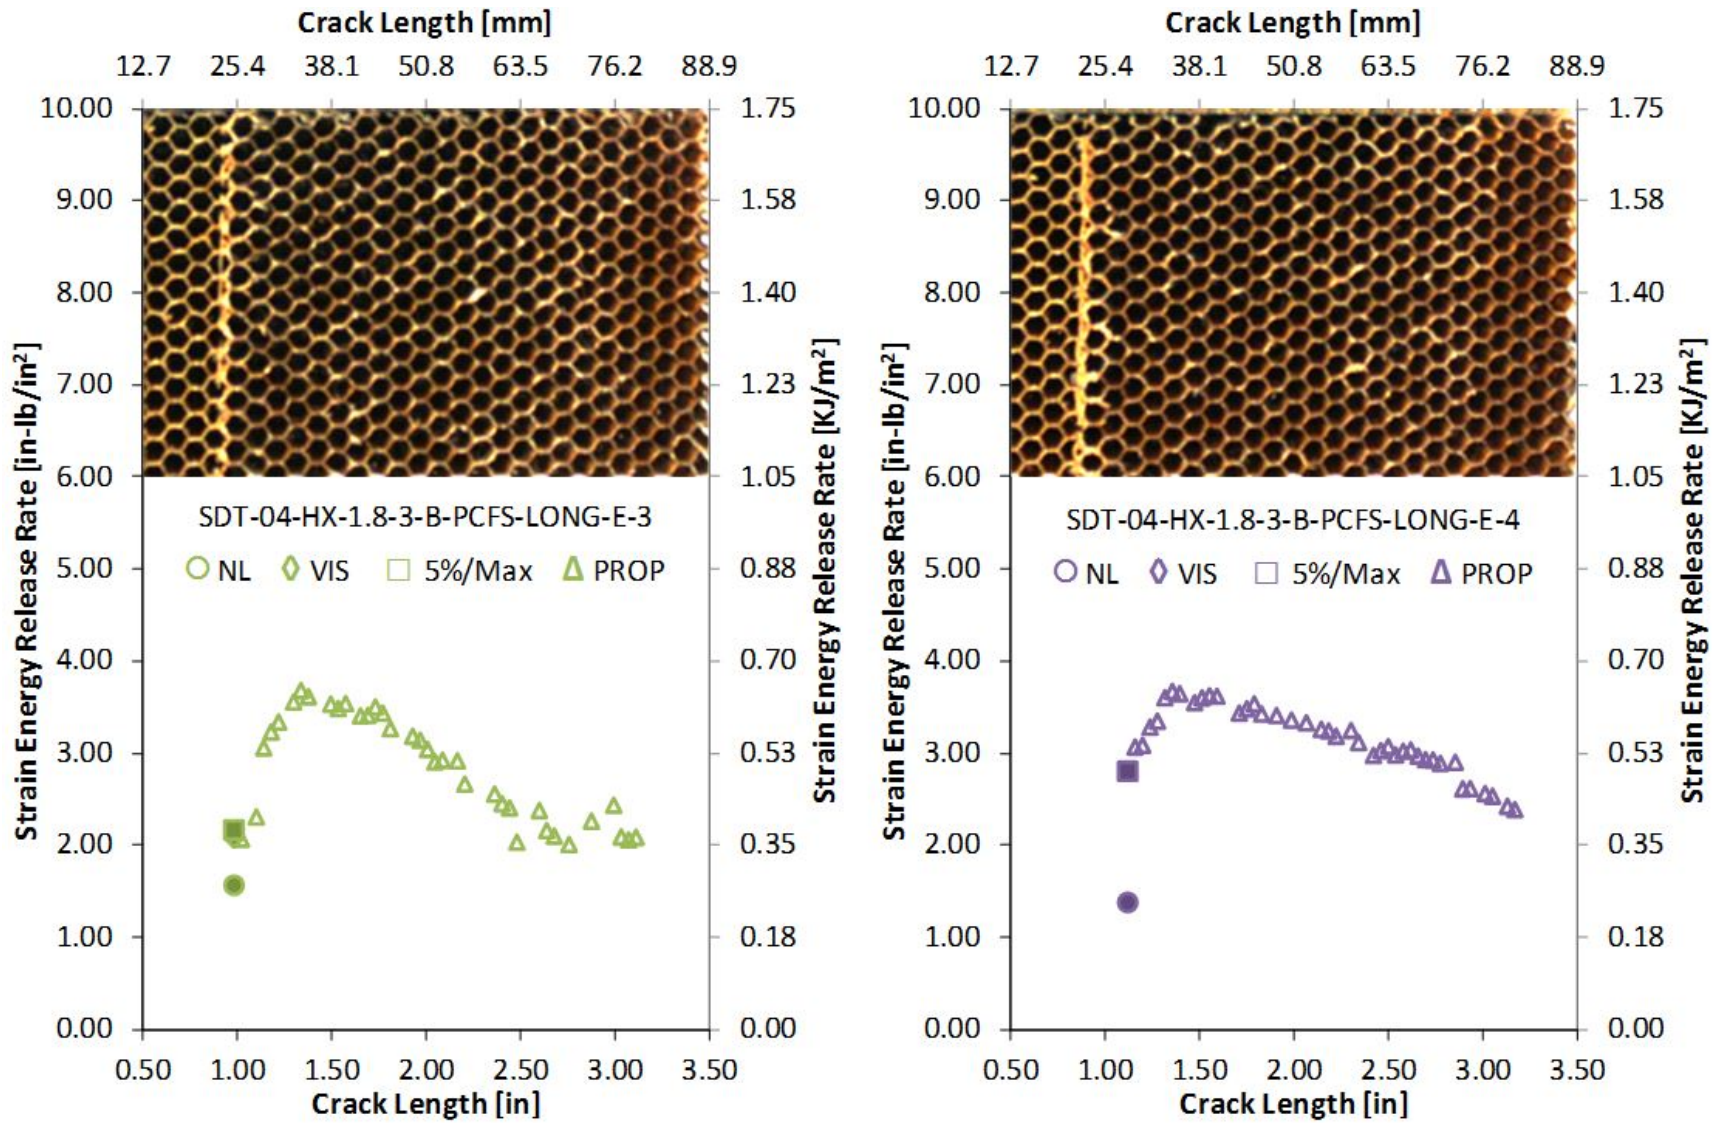 Crack Length [mm]
12.7 25.4 38.1 50.8 63.5 76.2 88.9
10.00 1.75
9.00 1.58
8.00 1.40
7.00 1.23
6.00 1.05
5.00 0.88
4.00 0.70
3.00 0.53
2.00 0.35
1.00 0.18
0.00 0.00
Strain Energy Release Rate [in-lb/in²]
Strain Energy Release Rate [KJ/m²]
SDT-04-HX-1.8-3-B-PCFS-LONG-E-3
NL VIS 5%/Max PROP
0.50 1.00 1.50 2.00 2.50 3.00 3.50
Crack Length [in]
Crack Length [mm]
12.7 25.4 38.1 50.8 63.5 76.2 88.9
10.00 1.75
9.00 1.58
8.00 1.40
7.00 1.23
6.00 1.05
5.00 0.88
4.00 0.70
3.00 0.53
2.00 0.35
1.00 0.18
0.00 0.00
Strain Energy Release Rate [in-lb/in²]
Strain Energy Release Rate [KJ/m²]
SDT-04-HX-1.8-3-B-PCFS-LONG-E-4
NL VIS 5%/Max PROP
0.50 1.00 1.50 2.00 2.50 3.00 3.50
Crack Length [in]